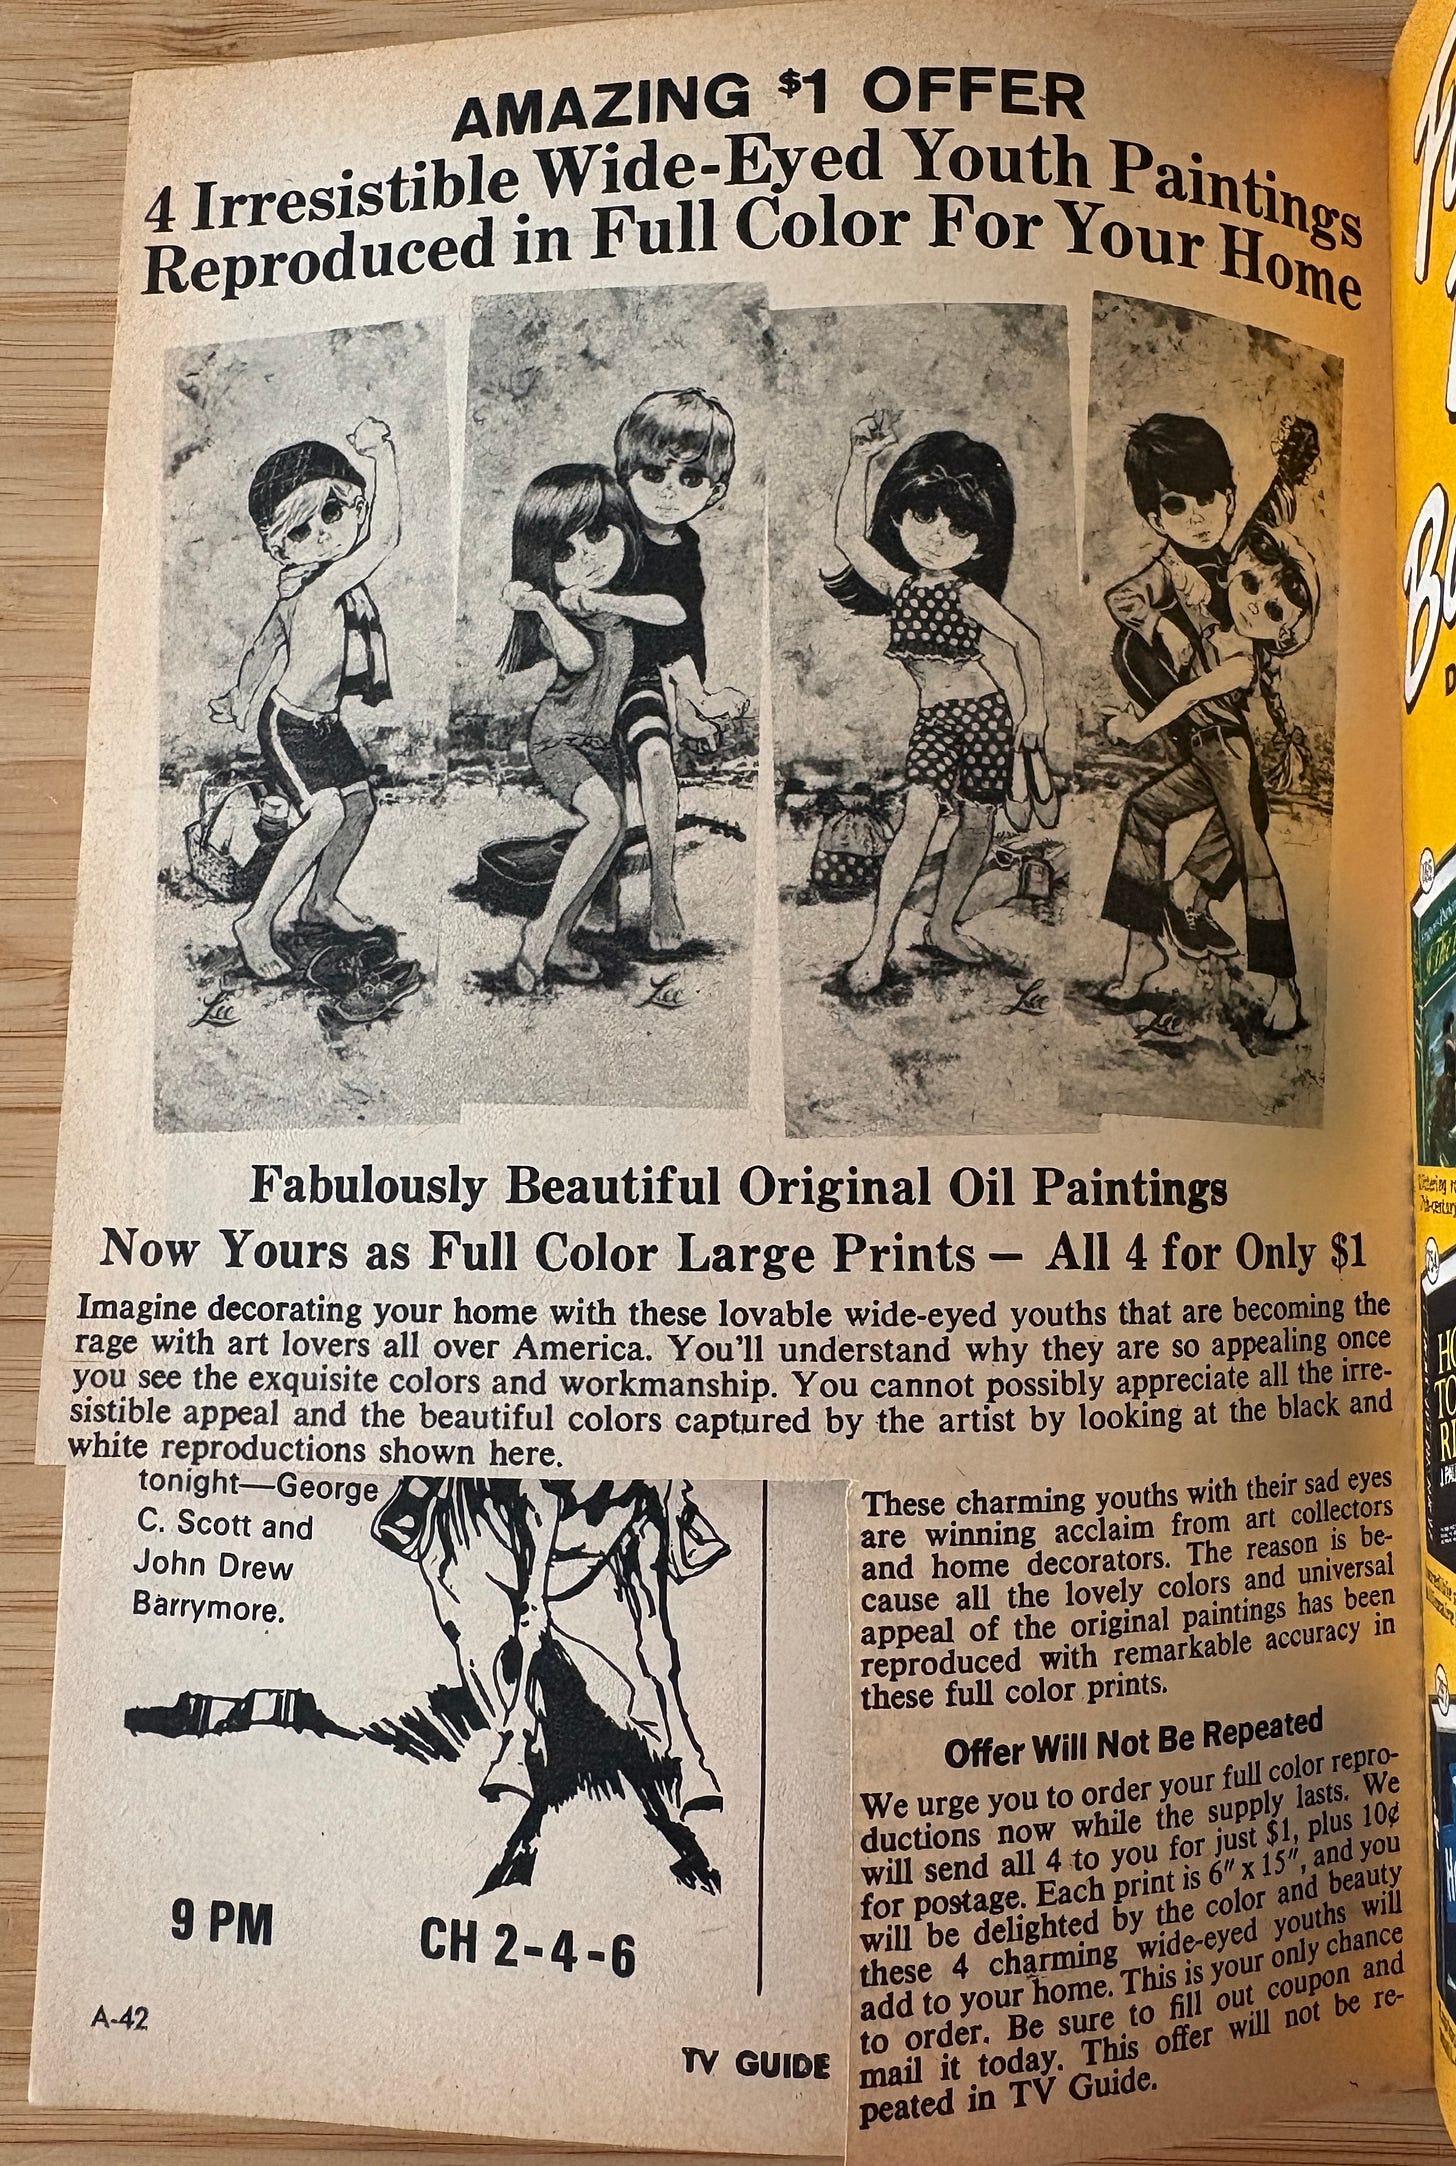 AMAZING $1 OFFER
4 Irresistible Wide-Eyed Youth Paintings
Reproduced in Full Color For Your Home
Lee
Lee
Lee
Lee
Fabulously Beautiful Original Oil Paintings
Now Yours as Full Color Large Prints — All 4 for Only $1
Imagine decorating your home with these lovable wide-eyed youths that are becoming the
rage with art lovers all over America. You'll understand why they are so appealing once
you see the exquisite colors and workmanship. You cannot possibly appreciate all the irre-
sistible appeal and the beautiful colors captured by the artist by looking at the black and
white reproductions shown here.
tonight—George
C. Scott and
John Drew
Barrymore.
9 PM
CH 2-4-6
A-42
TV GUIDE
These charming youths with their sad eyes
are winning acclaim from art collectors
and home decorators. The reason is be-
cause all the lovely colors and universal
appeal of the original paintings has been
reproduced with remarkable accuracy in
these full color prints.
Offer Will Not Be Repeated
We urge you to order your full color repro-
ductions now while the supply lasts. We
will send all 4 to you for just $1, plus 10¢
for postage. Each print is 6" x 15", and you
will be delighted by the color and beauty
these 4 charming wide-eyed youths will
add to your home. This is your only chance
to order. Be sure to fill out coupon and
mail it today. This offer will not be re-
peated in TV Guide.